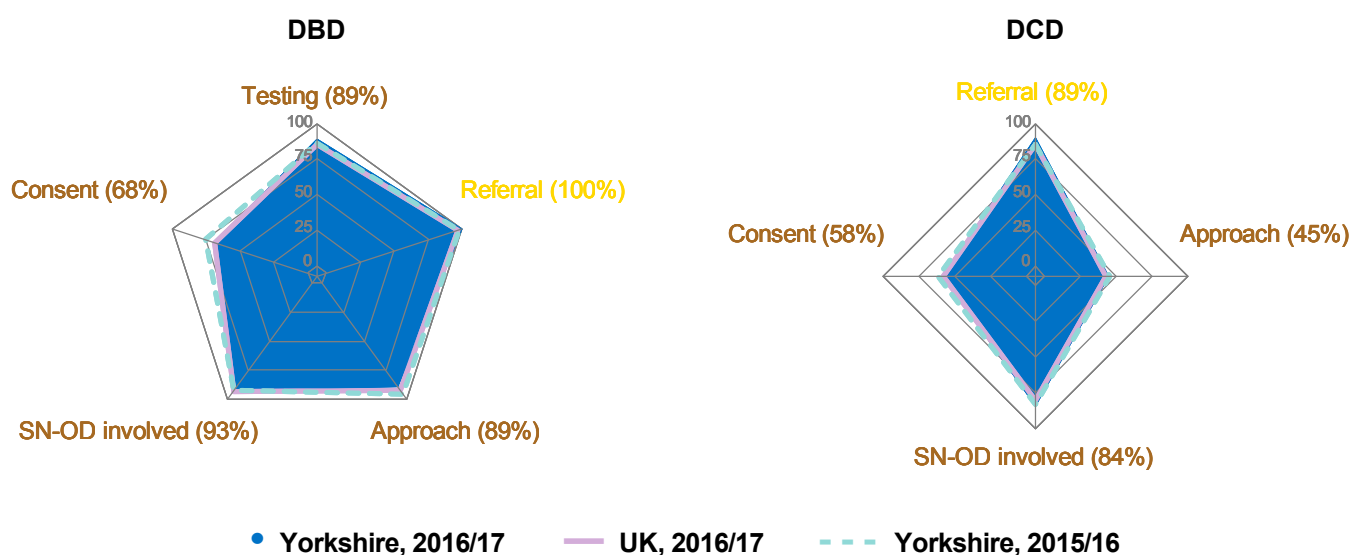 DBD
Testing (89%)
100
75
50
25
0
Consent (68%)
Referral (100%)
SN-OD involved (93%)
Approach (89%)
DCD
Referral (89%)
100
75
50
25
0
Consent (58%)
Approach (45%)
SN-OD involved (84%)
Yorkshire, 2016/17
UK, 2016/17
Yorkshire, 2015/16